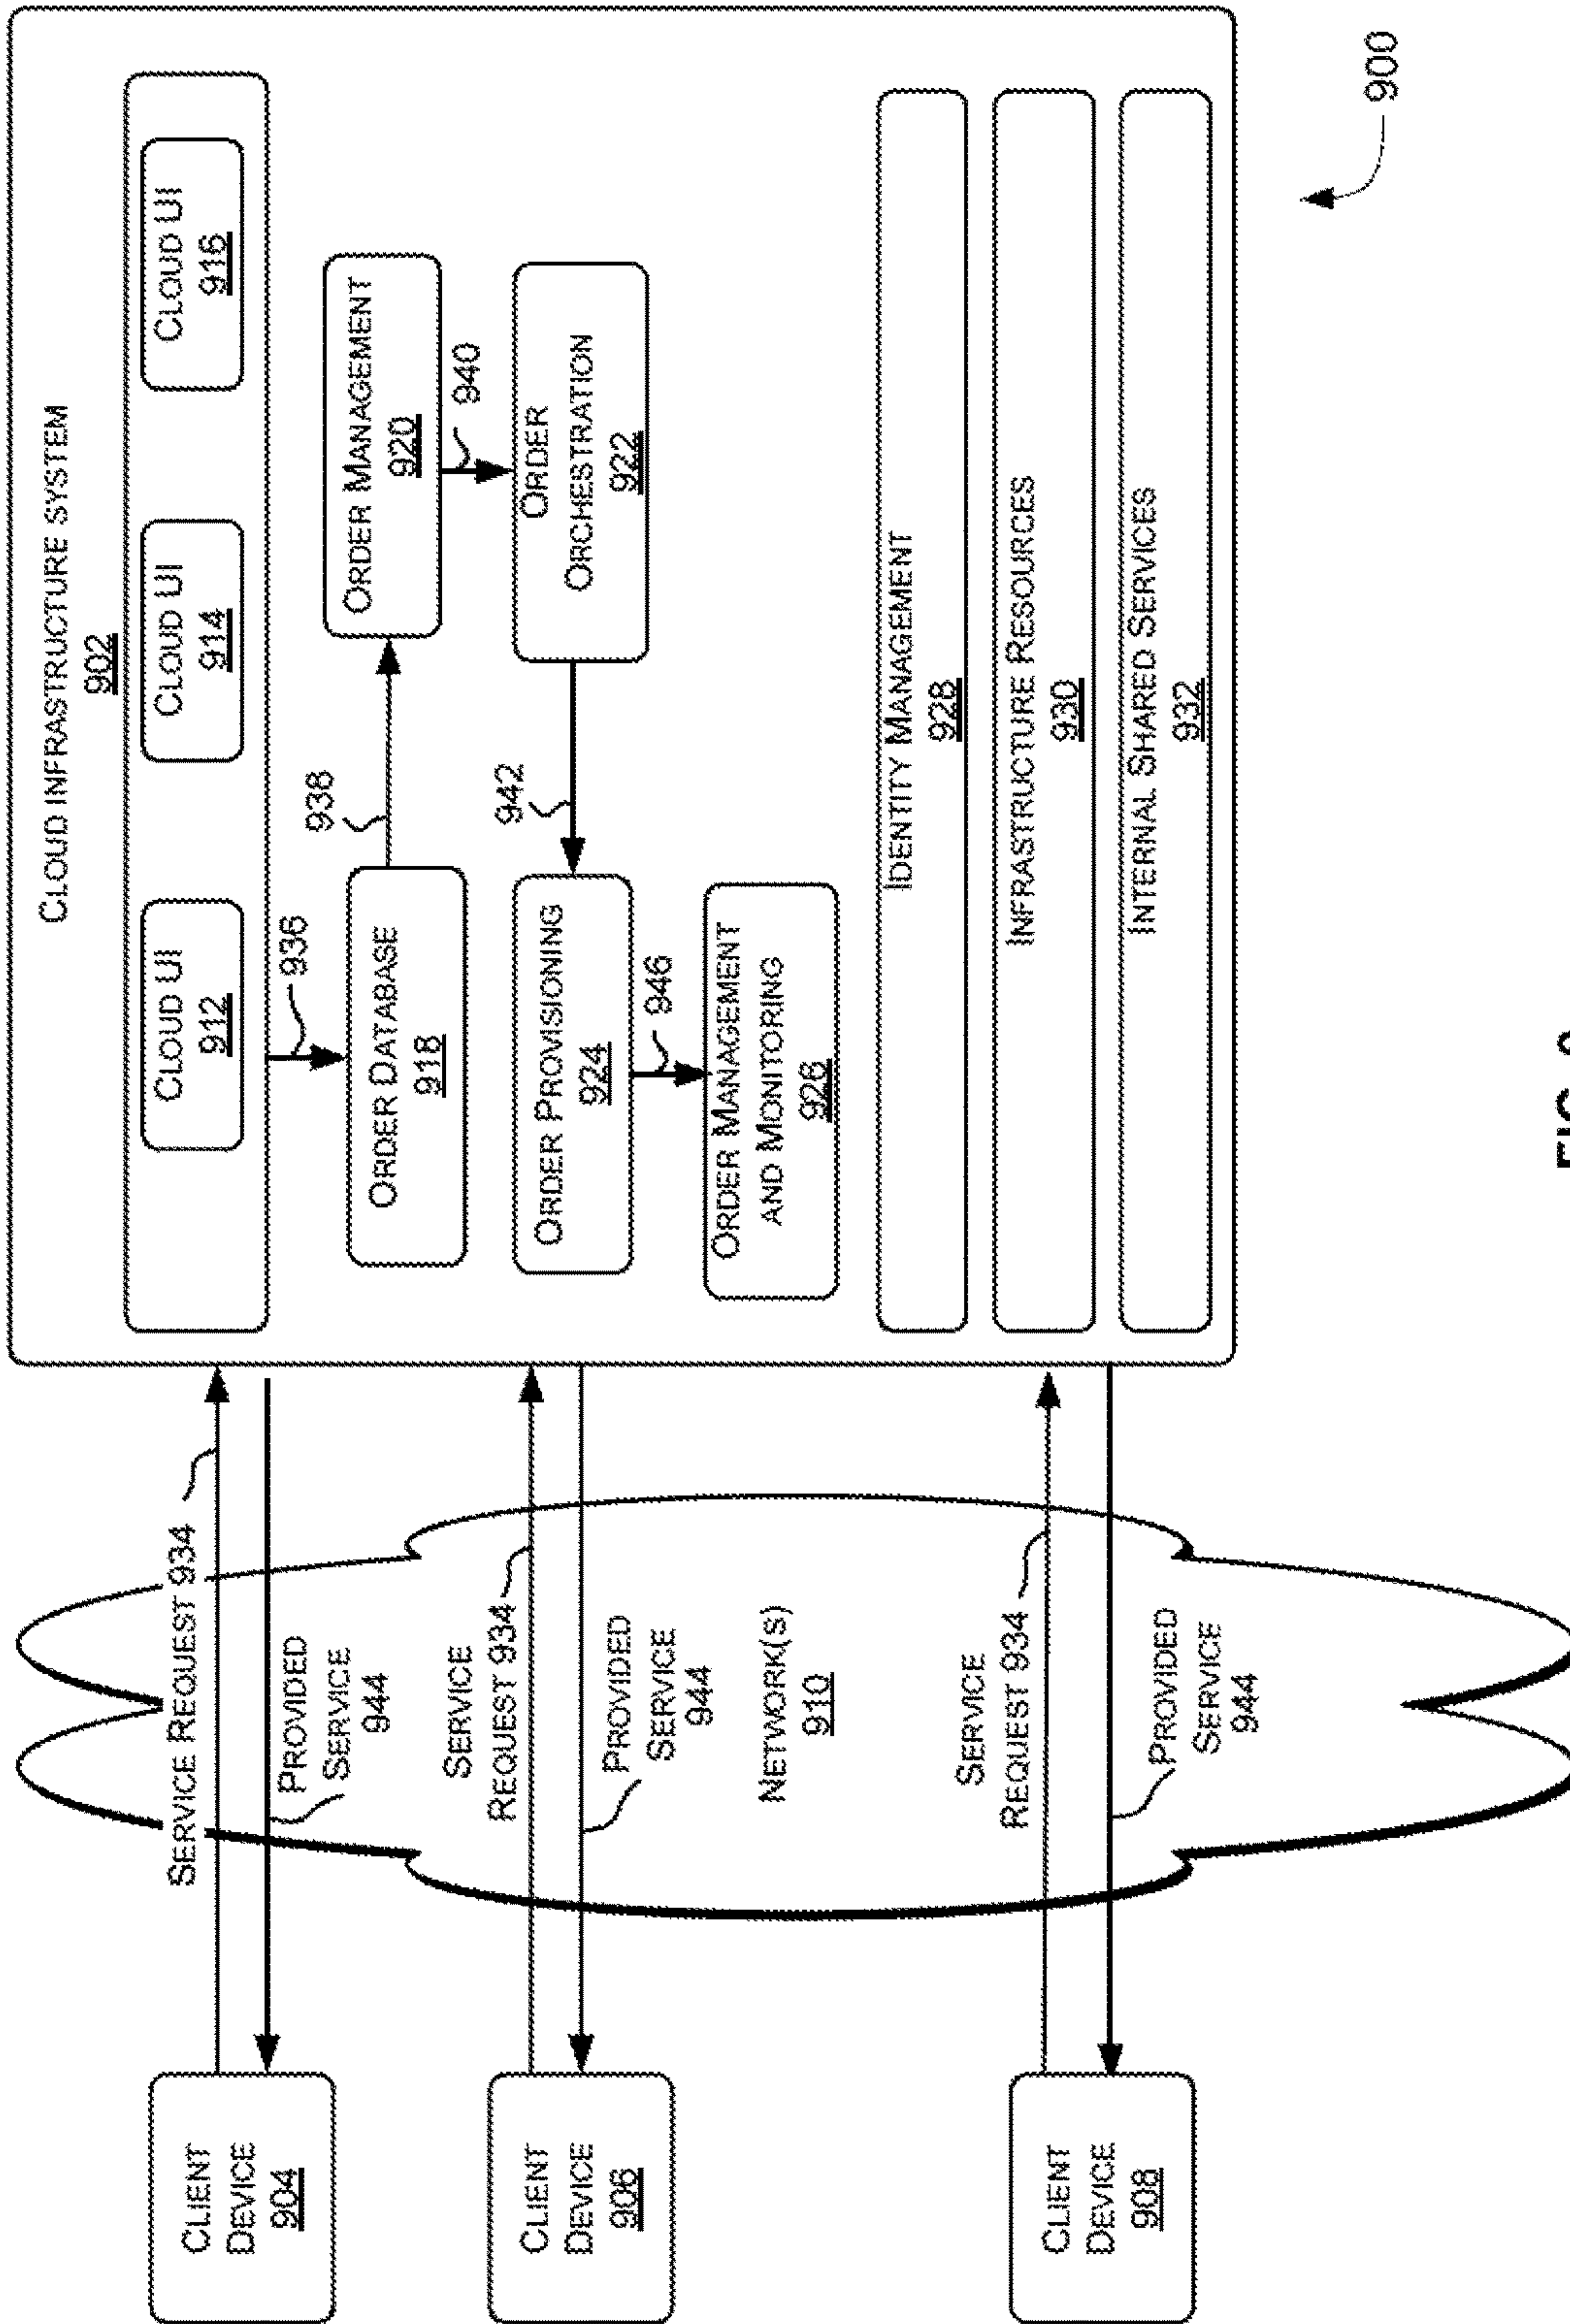 CLOUD INFRASTRUCTURE SYSTEM
902
CLOUD UI
912
CLOUD UI
914
CLOUD UI
916
936
ORDER DATABASE
918
938
ORDER MANAGEMENT
920
940
ORDER
ORCHESTRATION
922
942
ORDER PROVISIONING
924
946
ORDER MANAGEMENT
AND MONITORING
926
IDENTITY MANAGEMENT
928
INFRASTRUCTURE RESOURCES
930
INTERNAL SHARED SERVICES
932
SERVICE REQUEST 934
PROVIDED
SERVICE
944
SERVICE
REQUEST 934
PROVIDED
SERVICE
944
NETWORK(S)
910
SERVICE
REQUEST 934
PROVIDED
SERVICE
944
CLIENT
DEVICE
904
CLIENT
DEVICE
906
CLIENT
DEVICE
908
900